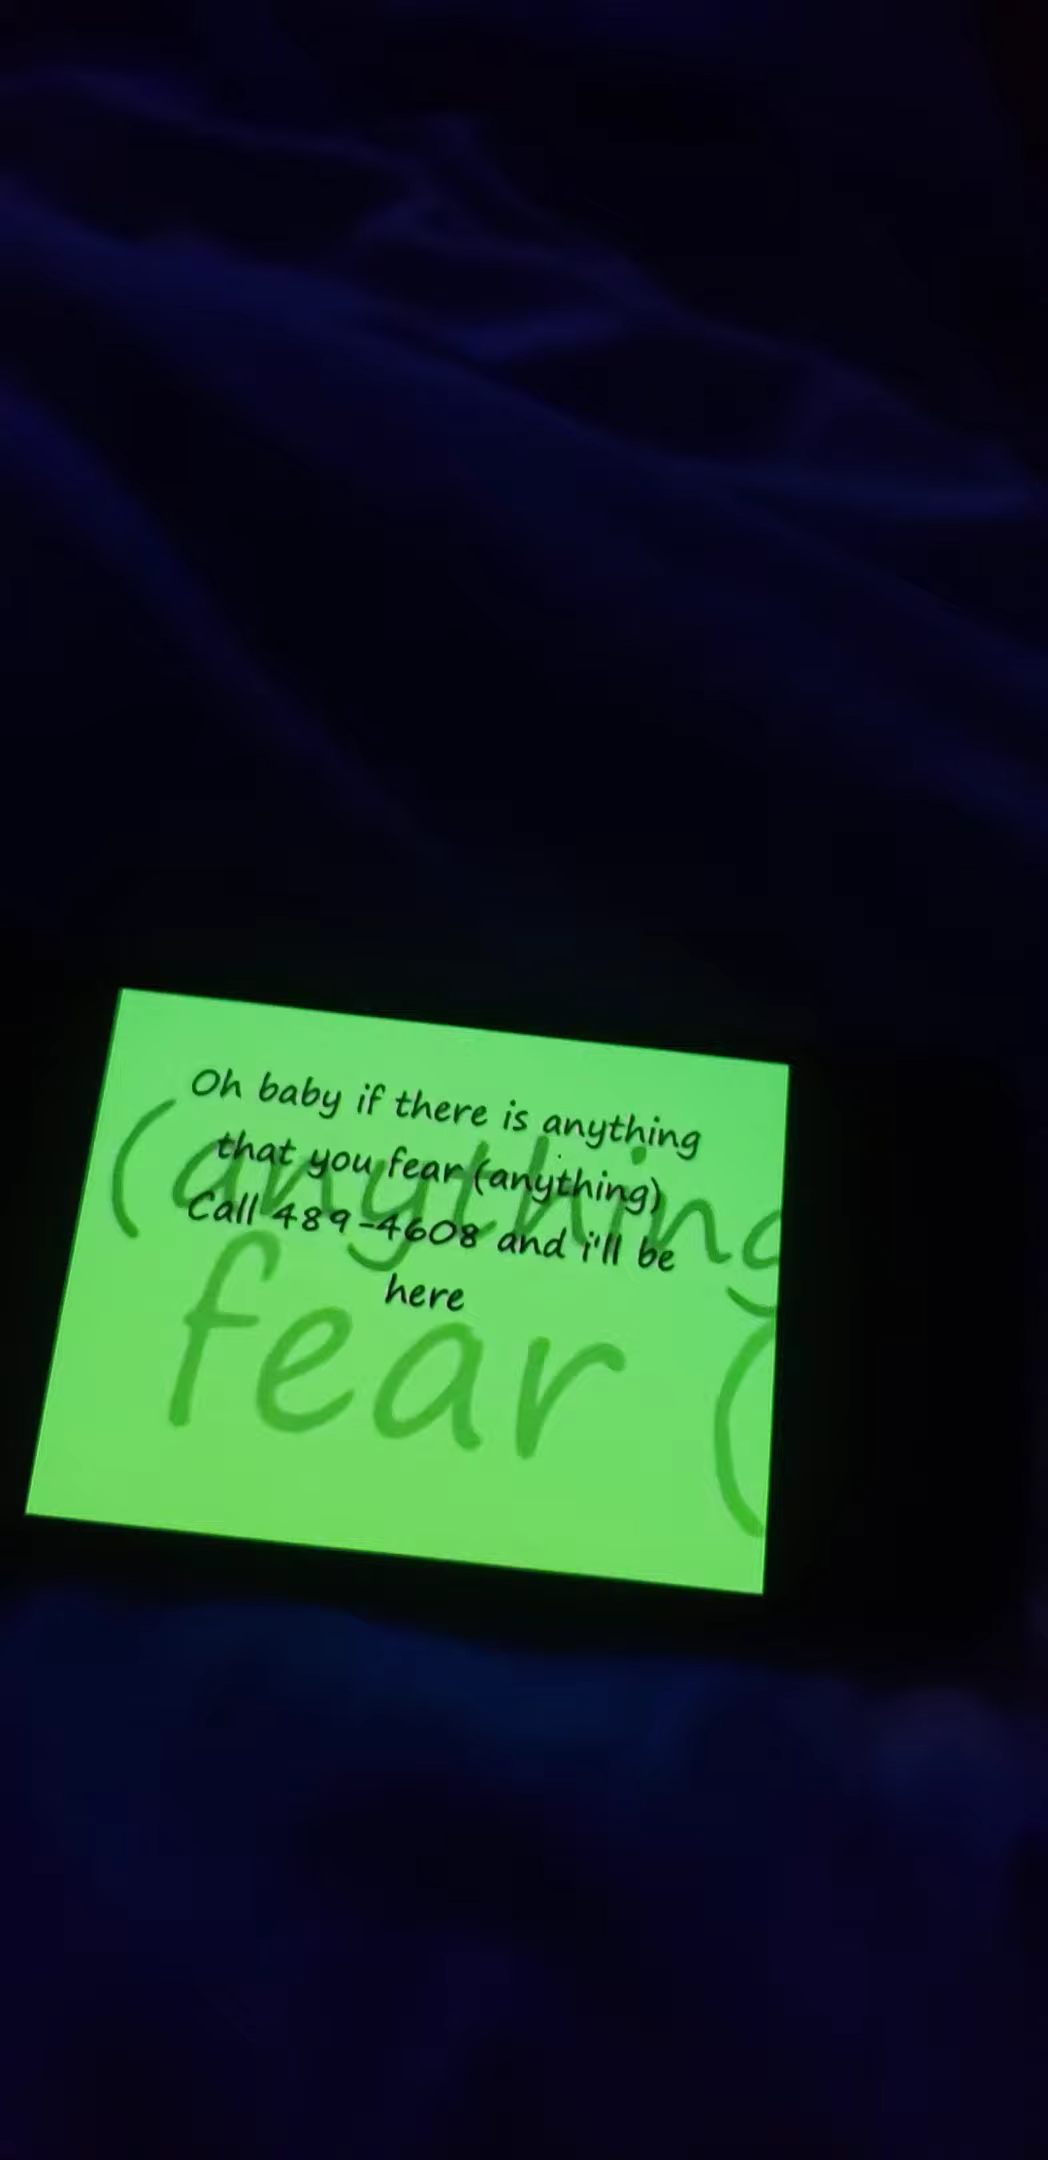 Oh baby if there is anything
that you fear (anything)
Call 489-4608 and i'll be
here
(anything
fear (